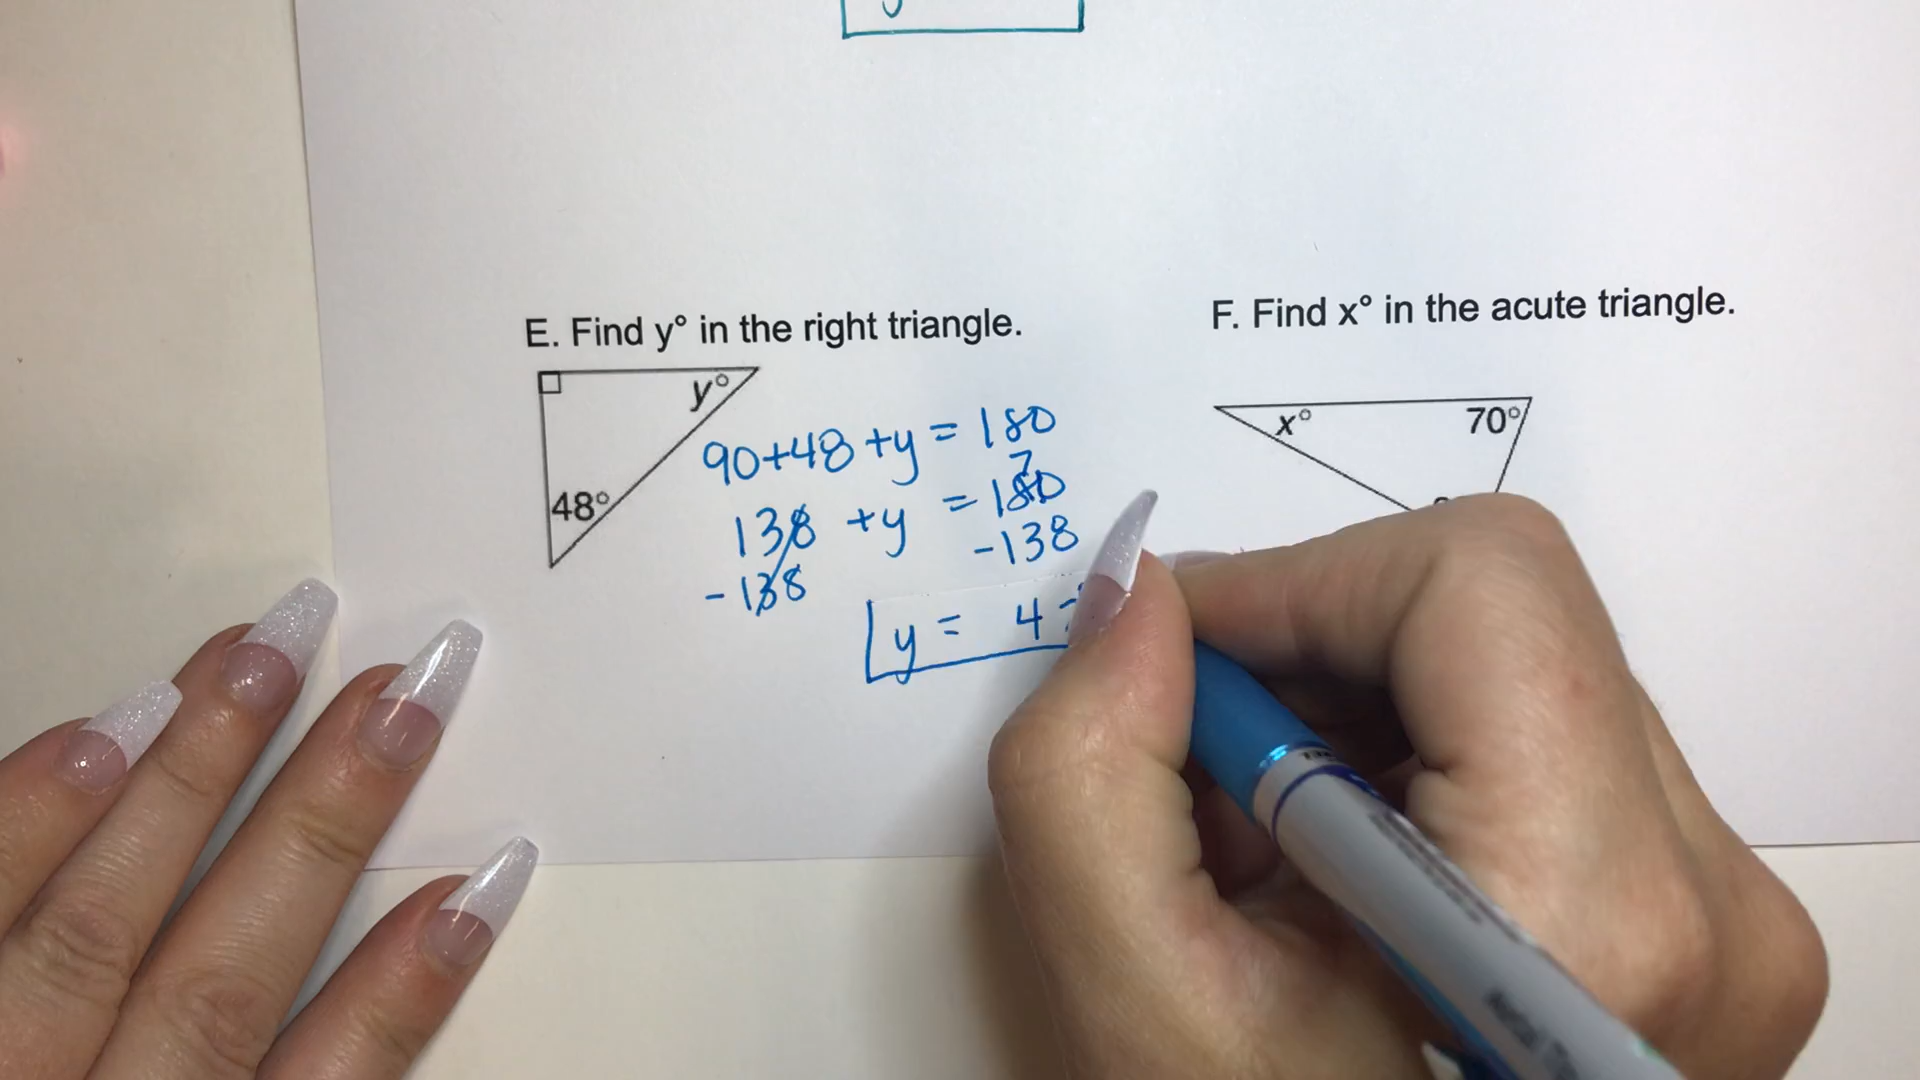 E. Find y° in the right triangle.
y°
48°
90+48+y = 180
7
138 +y = 180
-138 -138
y = 4
F. Find x° in the acute triangle.
x°
70°